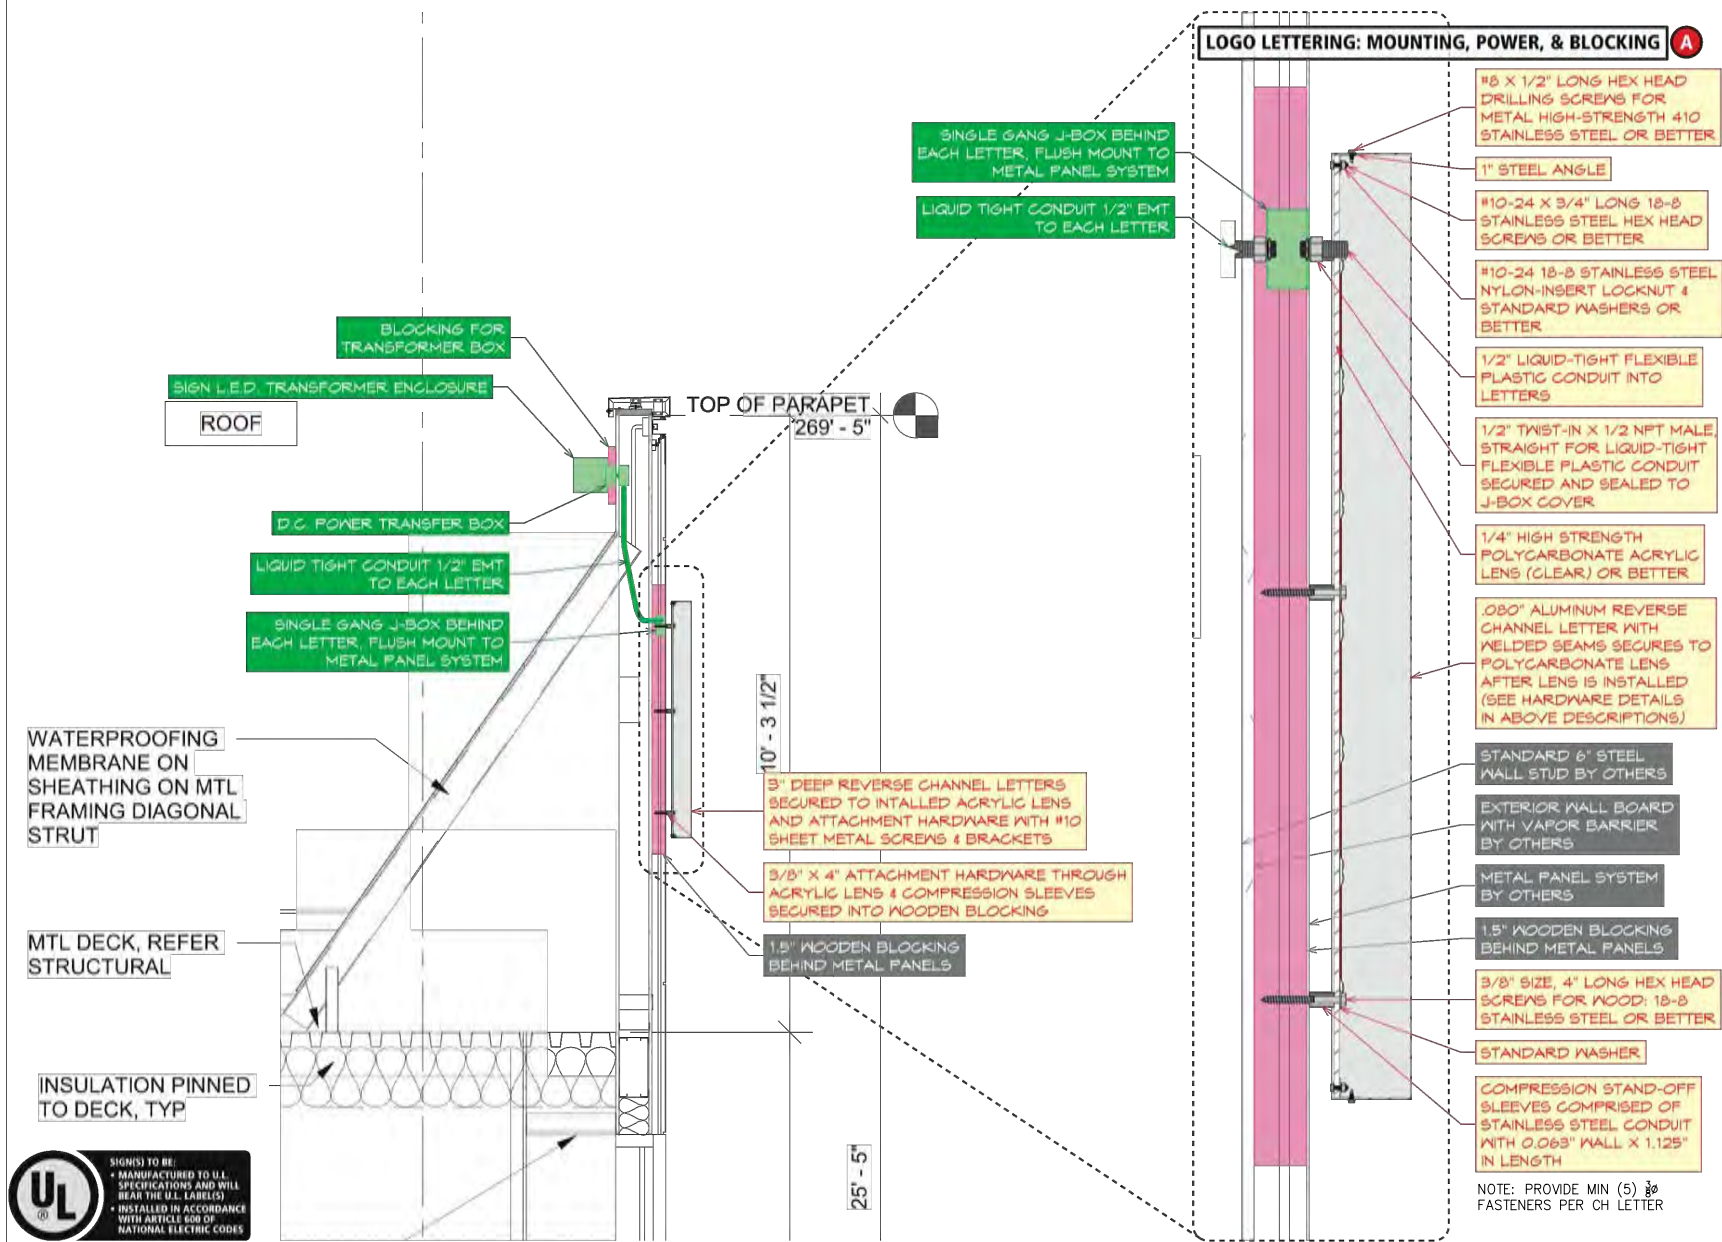 LOGO LETTERING: MOUNTING, POWER, & BLOCKING A
SINGLE GANG J-BOX BEHIND
EACH LETTER, FLUSH MOUNT TO
METAL PANEL SYSTEM
LIQUID TIGHT CONDUIT 1/2" EMT
TO EACH LETTER
BLOCKING FOR
TRANSFORMER BOX
SIGN L.E.D. TRANSFORMER ENCLOSURE
ROOF
TOP OF PARAPET
269' - 5"
D.C. POWER TRANSFER BOX
LIQUID TIGHT CONDUIT 1/2" EMT
TO EACH LETTER
SINGLE GANG J-BOX BEHIND
EACH LETTER, FLUSH MOUNT TO
METAL PANEL SYSTEM
WATERPROOFING
MEMBRANE ON
SHEATHING ON MTL
FRAMING DIAGONAL
STRUT
MTL DECK, REFER
STRUCTURAL
INSULATION PINNED
TO DECK, TYP
10' - 3 1/2"
25' - 5"
3" DEEP REVERSE CHANNEL LETTERS
SECURED TO INTALLED ACRYLIC LENS
AND ATTACHMENT HARDWARE WITH #10
SHEET METAL SCREWS & BRACKETS
3/8" X 4" ATTACHMENT HARDWARE THROUGH
ACRYLIC LENS & COMPRESSION SLEEVES
SECURED INTO WOODEN BLOCKING
1.5" WOODEN BLOCKING
BEHIND METAL PANELS
#8 X 1/2" LONG HEX HEAD
DRILLING SCREWS FOR
METAL HIGH-STRENGTH 410
STAINLESS STEEL OR BETTER
1" STEEL ANGLE
#10-24 X 3/4" LONG 18-8
STAINLESS STEEL HEX HEAD
SCREWS OR BETTER
#10-24 18-8 STAINLESS STEEL
NYLON-INSERT LOCKNUT &
STANDARD WASHERS OR
BETTER
1/2" LIQUID-TIGHT FLEXIBLE
PLASTIC CONDUIT INTO
LETTERS
1/2" TWIST-IN X 1/2 NPT MALE,
STRAIGHT FOR LIQUID-TIGHT
FLEXIBLE PLASTIC CONDUIT
SECURED AND SEALED TO
J-BOX COVER
1/4" HIGH STRENGTH
POLYCARBONATE ACRYLIC
LENS (CLEAR) OR BETTER
.080" ALUMINUM REVERSE
CHANNEL LETTER WITH
WELDED SEAMS SECURES TO
POLYCARBONATE LENS
AFTER LENS IS INSTALLED
(SEE HARDWARE DETAILS
IN ABOVE DESCRIPTIONS)
STANDARD 6" STEEL
WALL STUD BY OTHERS
EXTERIOR WALL BOARD
WITH VAPOR BARRIER
BY OTHERS
METAL PANEL SYSTEM
BY OTHERS
1.5" WOODEN BLOCKING
BEHIND METAL PANELS
3/8" SIZE, 4" LONG HEX HEAD
SCREWS FOR WOOD: 18-8
STAINLESS STEEL OR BETTER
STANDARD WASHER
COMPRESSION STAND-OFF
SLEEVES COMPRISED OF
STAINLESS STEEL CONDUIT
WITH 0.063" WALL X 1.125"
IN LENGTH
NOTE: PROVIDE MIN (5) 3/8"ø
FASTENERS PER CH LETTER
UL ®
SIGN(S) TO BE:
• MANUFACTURED TO U.L.
SPECIFICATIONS AND WILL
BEAR THE U.L. LABEL(S)
• INSTALLED IN ACCORDANCE
WITH ARTICLE 600 OF
NATIONAL ELECTRIC CODES